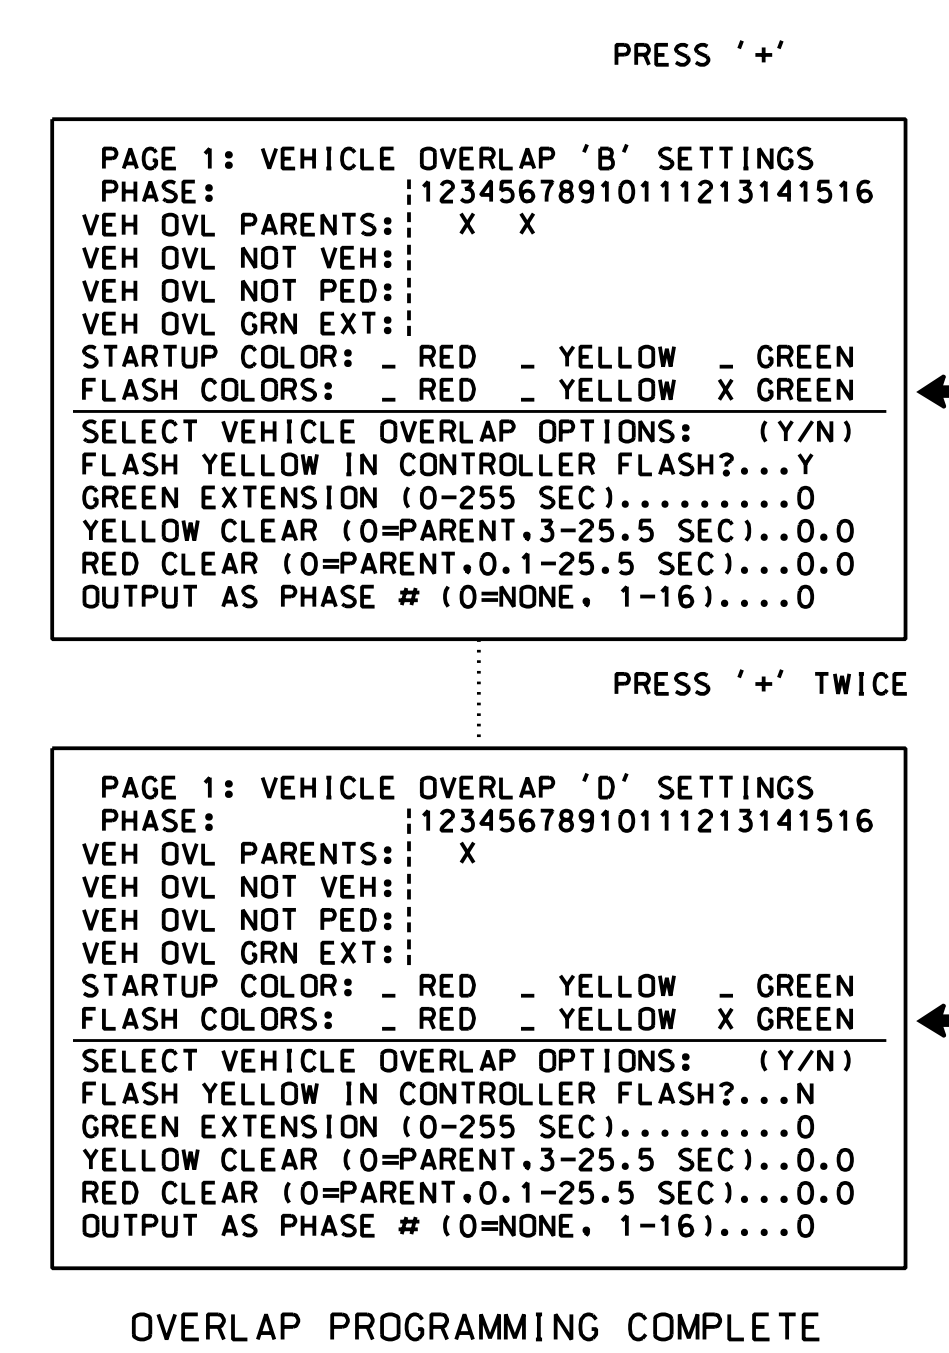 PRESS '+'
PAGE 1: VEHICLE OVERLAP 'B' SETTINGS
PHASE: ¦12345678910111213141516
VEH OVL PARENTS:¦ X X
VEH OVL NOT VEH:¦
VEH OVL NOT PED:¦
VEH OVL GRN EXT:¦
STARTUP COLOR: _ RED _ YELLOW _ GREEN
FLASH COLORS: _ RED _ YELLOW X GREEN
SELECT VEHICLE OVERLAP OPTIONS: (Y/N)
FLASH YELLOW IN CONTROLLER FLASH?...Y
GREEN EXTENSION (0-255 SEC).........0
YELLOW CLEAR (0=PARENT,3-25.5 SEC)..0.0
RED CLEAR (0=PARENT,0.1-25.5 SEC)...0.0
OUTPUT AS PHASE # (0=NONE, 1-16)....0
PRESS '+' TWICE
PAGE 1: VEHICLE OVERLAP 'D' SETTINGS
PHASE: ¦12345678910111213141516
VEH OVL PARENTS:¦ X
VEH OVL NOT VEH:¦
VEH OVL NOT PED:¦
VEH OVL GRN EXT:¦
STARTUP COLOR: _ RED _ YELLOW _ GREEN
FLASH COLORS: _ RED _ YELLOW X GREEN
SELECT VEHICLE OVERLAP OPTIONS: (Y/N)
FLASH YELLOW IN CONTROLLER FLASH?...N
GREEN EXTENSION (0-255 SEC).........0
YELLOW CLEAR (0=PARENT,3-25.5 SEC)..0.0
RED CLEAR (0=PARENT,0.1-25.5 SEC)...0.0
OUTPUT AS PHASE # (0=NONE, 1-16)....0
OVERLAP PROGRAMMING COMPLETE